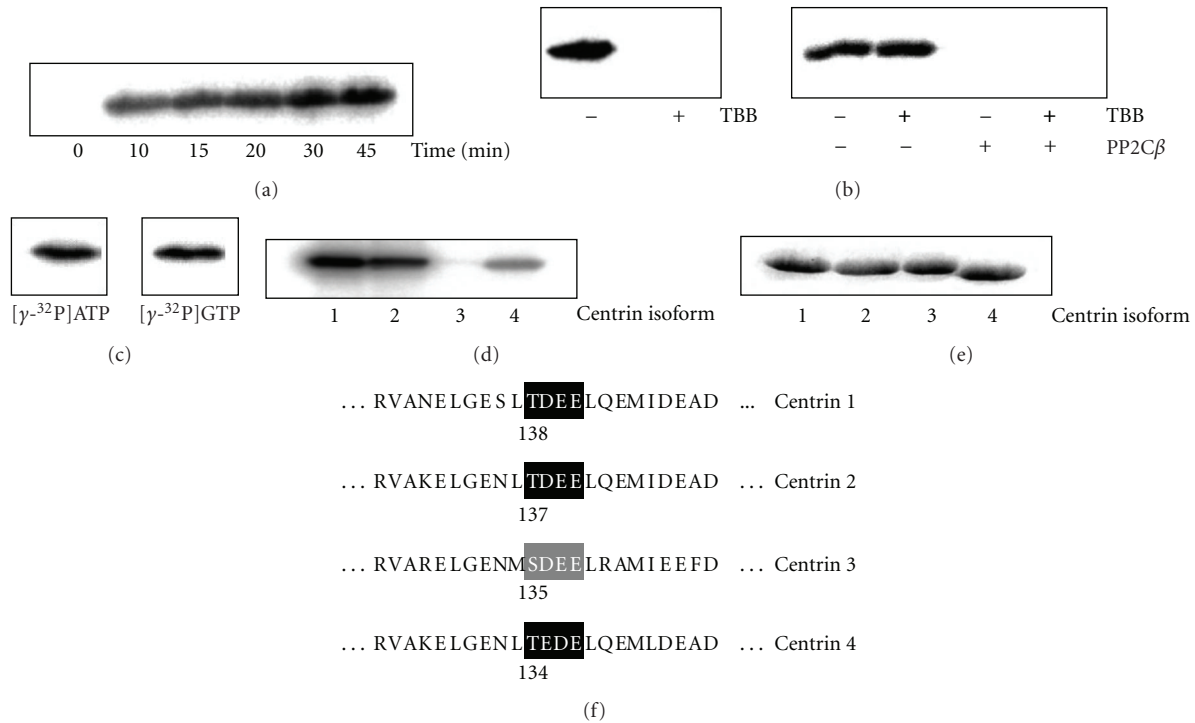 0 10 15 20 30 45 Time (min)
(a)
− + TBB
− + − + TBB
− − + + PP2Cβ
(b)
[γ-³²P]ATP [γ-³²P]GTP
(c)
1 2 3 4 Centrin isoform
(d)
1 2 3 4 Centrin isoform
(e)
... RVANELGESLTDEELQEMIDEAD ... Centrin 1
138
... RVAKELGENLTDEELQEMIDEAD ... Centrin 2
137
... RVARELGENMSDEELRAMIEEFD ... Centrin 3
135
... RVAKELGENLTEDELQEMLDEAD ... Centrin 4
134
(f)